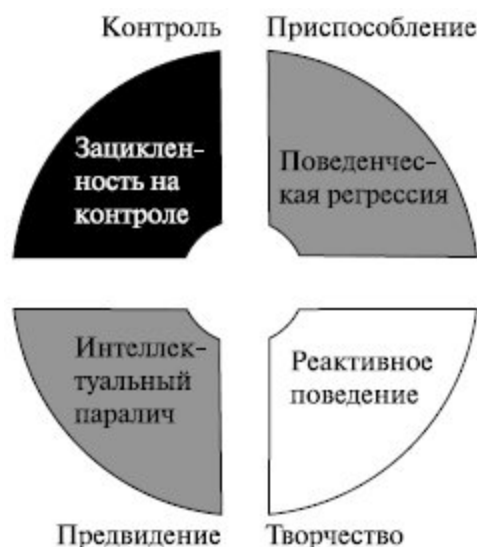 Контроль
Приспособление
Зациклен-
ность на
контроле
Поведенчес-
кая регрессия
Интеллек-
туальный
паралич
Реактивное
поведение
Предвидение
Творчество